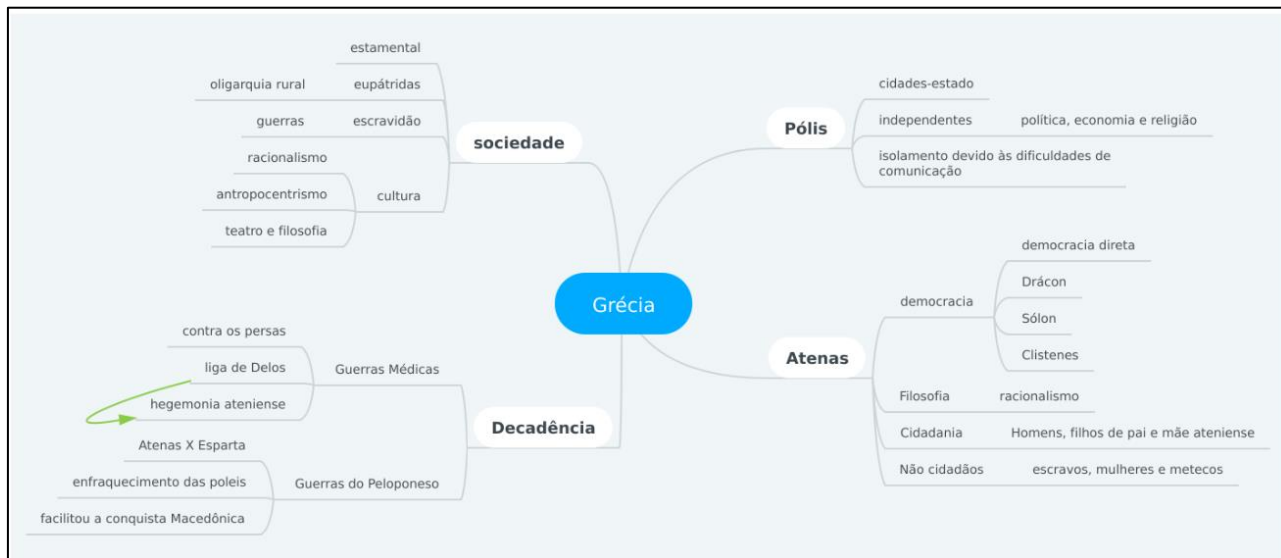 Grécia
sociedade
estamental
oligarquia rural eupátridas
guerras escravidão
racionalismo
antropocentrismo cultura
teatro e filosofia
Decadência
contra os persas
liga de Delos Guerras Médicas
hegemonia ateniense
Atenas X Esparta
enfraquecimento das poleis Guerras do Peloponeso
facilitou a conquista Macedônica
Pólis
cidades-estado
independentes política, economia e religião
isolamento devido às dificuldades de
comunicação
Atenas
democracia direta
democracia Drácon
Sólon
Clistenes
Filosofia racionalismo
Cidadania Homens, filhos de pai e mãe ateniense
Não cidadãos escravos, mulheres e metecos